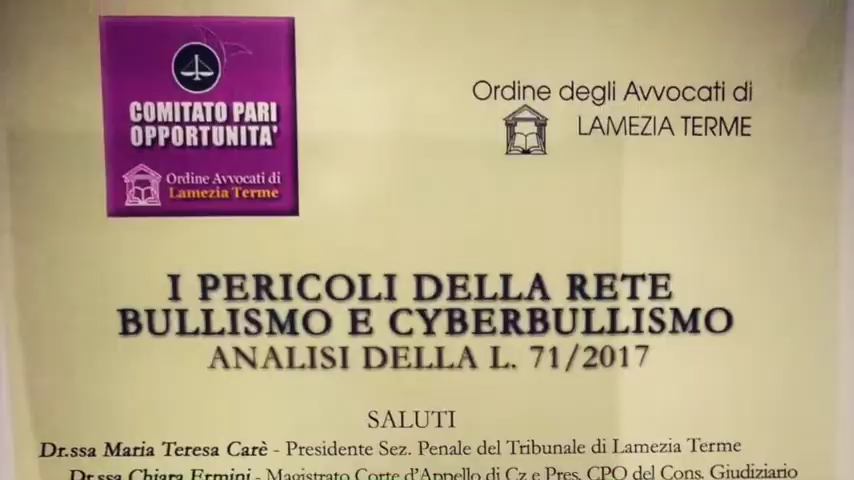 COMITATO PARI
OPPORTUNITA'
Ordine Avvocati di
Lamezia Terme
Ordine degli Avvocati di
LAMEZIA TERME
I PERICOLI DELLA RETE
BULLISMO E CYBERBULLISMO
ANALISI DELLA L. 71/2017
SALUTI
Dr.ssa Maria Teresa Carè - Presidente Sez. Penale del Tribunale di Lamezia Terme
Dr.ssa Chiara Ermini - Magistrato Corte d'Appello di Cz e Pres. CPO del Cons. Giudiziario